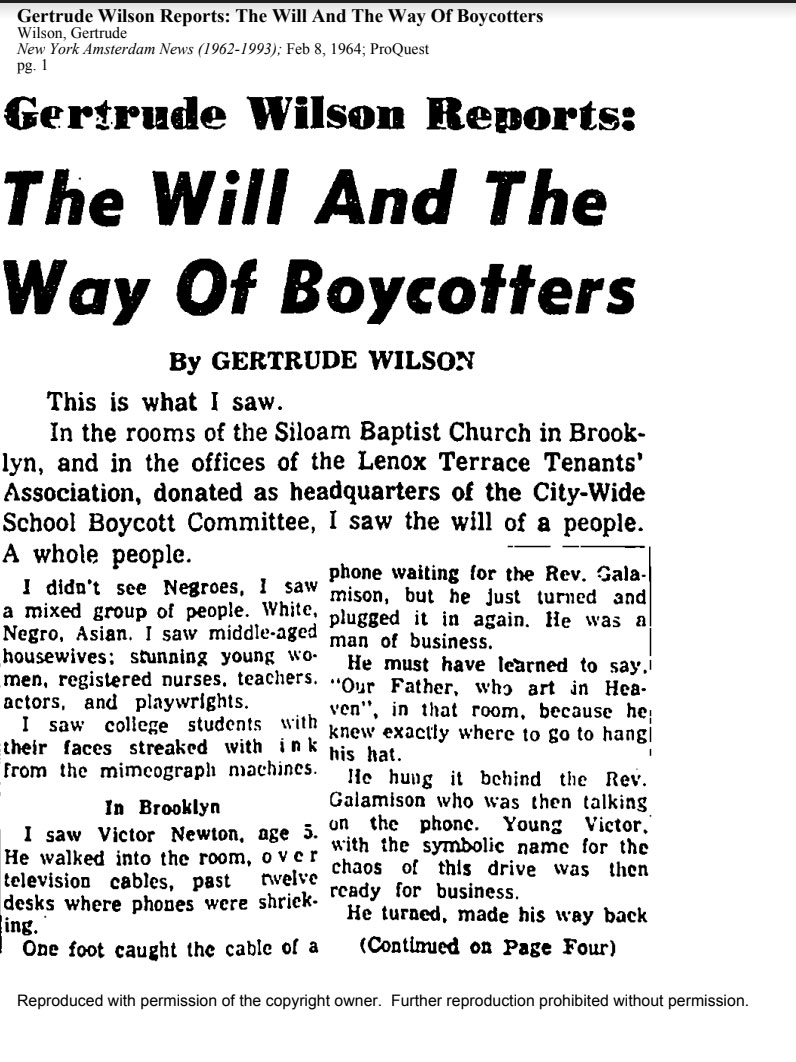 Gertrude Wilson Reports: The Will And The Way Of Boycotters
Wilson, Gertrude
New York Amsterdam News (1962-1993); Feb 8, 1964; ProQuest
pg. 1
Gertrude Wilson Reports:
The Will And The
Way Of Boycotters
By GERTRUDE WILSON
This is what I saw.
In the rooms of the Siloam Baptist Church in Brook-
lyn, and in the offices of the Lenox Terrace Tenants'
Association, donated as headquarters of the City-Wide
School Boycott Committee, I saw the will of a people.
A whole people.
I didn't see Negroes, I saw
a mixed group of people. White,
Negro, Asian. I saw middle-aged
housewives; stunning young wo-
men, registered nurses, teachers,
actors, and playwrights.
I saw college students with
their faces streaked with ink
from the mimeograph machines.
In Brooklyn
I saw Victor Newton, age 5.
He walked into the room, over
television cables, past twelve
desks where phones were shriek-
ing.
One foot caught the cable of a
phone waiting for the Rev. Gala-
mison, but he just turned and
plugged it in again. He was a
man of business.
He must have learned to say,
"Our Father, who art in Hea-
ven", in that room, because he
knew exactly where to go to hang
his hat.
He hung it behind the Rev.
Galamison who was then talking
on the phone. Young Victor,
with the symbolic name for the
chaos of this drive was then
ready for business.
He turned, made his way back
(Continued on Page Four)
Reproduced with permission of the copyright owner. Further reproduction prohibited without permission.